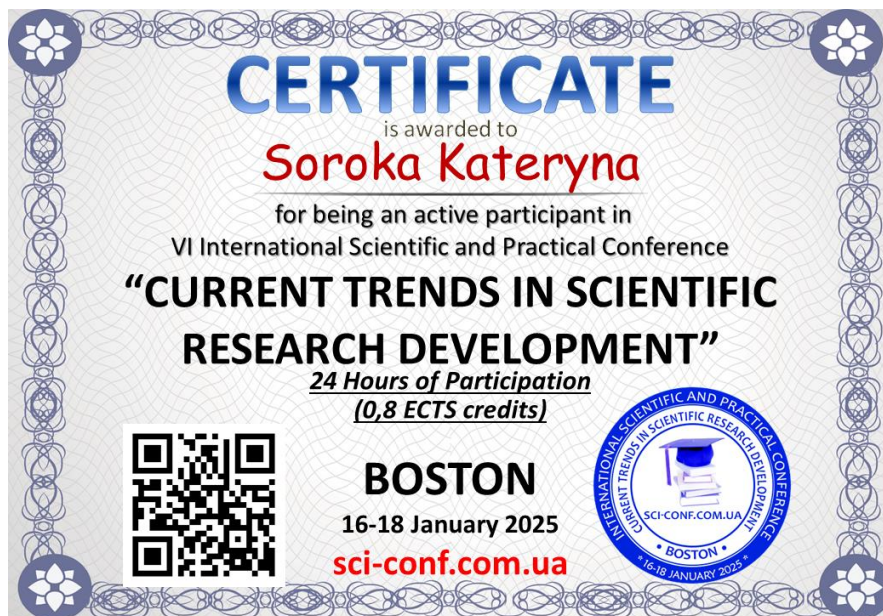 CERTIFICATE
is awarded to
Soroka Kateryna
for being an active participant in
VI International Scientific and Practical Conference
“CURRENT TRENDS IN SCIENTIFIC
RESEARCH DEVELOPMENT”
24 Hours of Participation
(0,8 ECTS credits)
BOSTON
16-18 January 2025
sci-conf.com.ua
INTERNATIONAL SCIENTIFIC AND PRACTICAL CONFERENCE
CURRENT TRENDS IN SCIENTIFIC RESEARCH DEVELOPMENT
SCI-CONF.COM.UA
• BOSTON •
* 16-18 JANUARY 2025 *